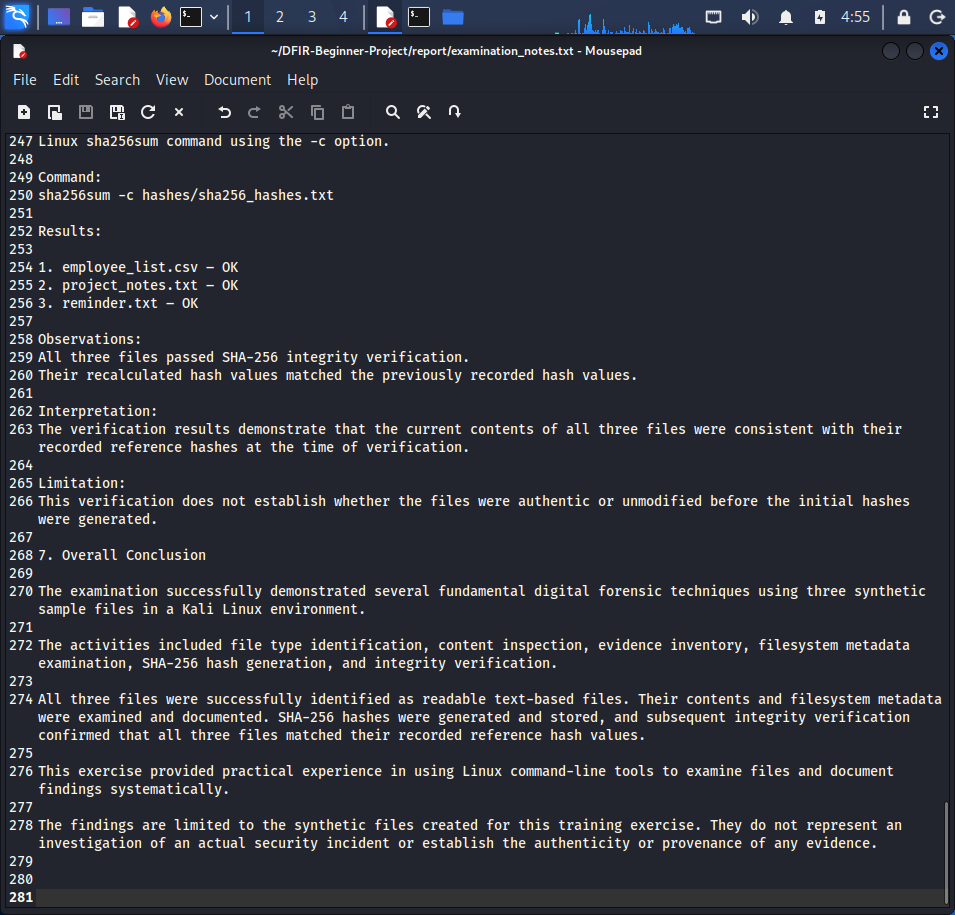 1 2 3 4 4:55
~/DFIR-Beginner-Project/report/examination_notes.txt - Mousepad
File Edit Search View Document Help
247 Linux sha256sum command using the -c option.
248
249 Command:
250 sha256sum -c hashes/sha256_hashes.txt
251
252 Results:
253
254 1. employee_list.csv – OK
255 2. project_notes.txt – OK
256 3. reminder.txt – OK
257
258 Observations:
259 All three files passed SHA-256 integrity verification.
260 Their recalculated hash values matched the previously recorded hash values.
261
262 Interpretation:
263 The verification results demonstrate that the current contents of all three files were consistent with their
recorded reference hashes at the time of verification.
264
265 Limitation:
266 This verification does not establish whether the files were authentic or unmodified before the initial hashes
were generated.
267
268 7. Overall Conclusion
269
270 The examination successfully demonstrated several fundamental digital forensic techniques using three synthetic
sample files in a Kali Linux environment.
271
272 The activities included file type identification, content inspection, evidence inventory, filesystem metadata
examination, SHA-256 hash generation, and integrity verification.
273
274 All three files were successfully identified as readable text-based files. Their contents and filesystem metadata
were examined and documented. SHA-256 hashes were generated and stored, and subsequent integrity verification
confirmed that all three files matched their recorded reference hash values.
275
276 This exercise provided practical experience in using Linux command-line tools to examine files and document
findings systematically.
277
278 The findings are limited to the synthetic files created for this training exercise. They do not represent an
investigation of an actual security incident or establish the authenticity or provenance of any evidence.
279
280
281